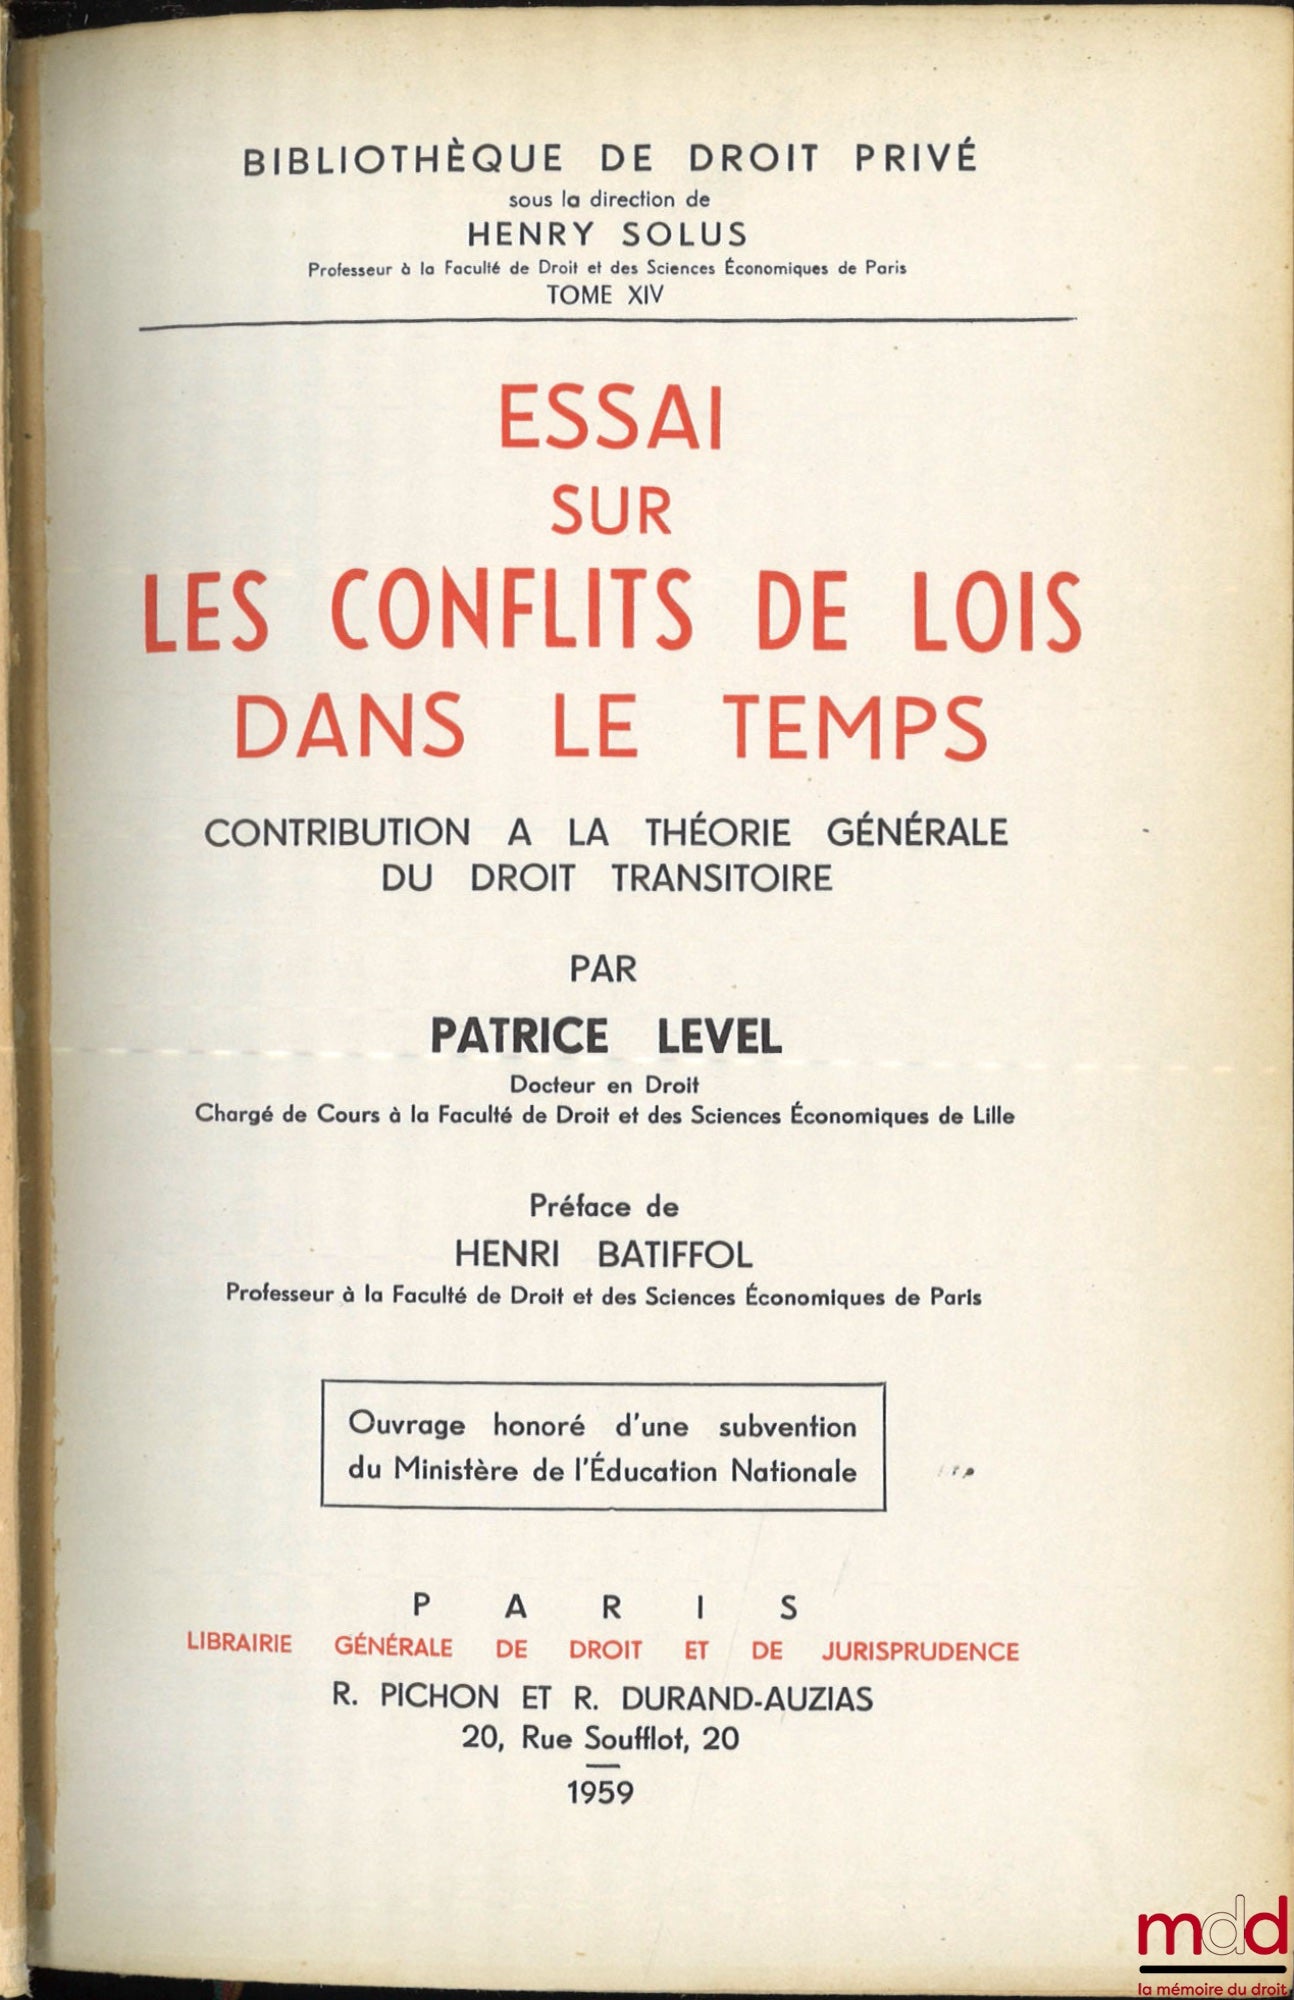 BIBLIOTHÈQUE DE DROIT PRIVÉ
sous la direction de
HENRY SOLUS
Professeur à la Faculté de Droit et des Sciences Économiques de Paris
TOME XIV
ESSAI
SUR
LES CONFLITS DE LOIS
DANS LE TEMPS
CONTRIBUTION A LA THÉORIE GÉNÉRALE
DU DROIT TRANSITOIRE
PAR
PATRICE LEVEL
Docteur en Droit
Chargé de Cours à la Faculté de Droit et des Sciences Économiques de Lille
Préface de
HENRI BATIFFOL
Professeur à la Faculté de Droit et des Sciences Économiques de Paris
Ouvrage honoré d'une subvention
du Ministère de l'Éducation Nationale
PARIS
LIBRAIRIE GÉNÉRALE DE DROIT ET DE JURISPRUDENCE
R. PICHON ET R. DURAND-AUZIAS
20, Rue Soufflot, 20
1959
mdd
la mémoire du droit